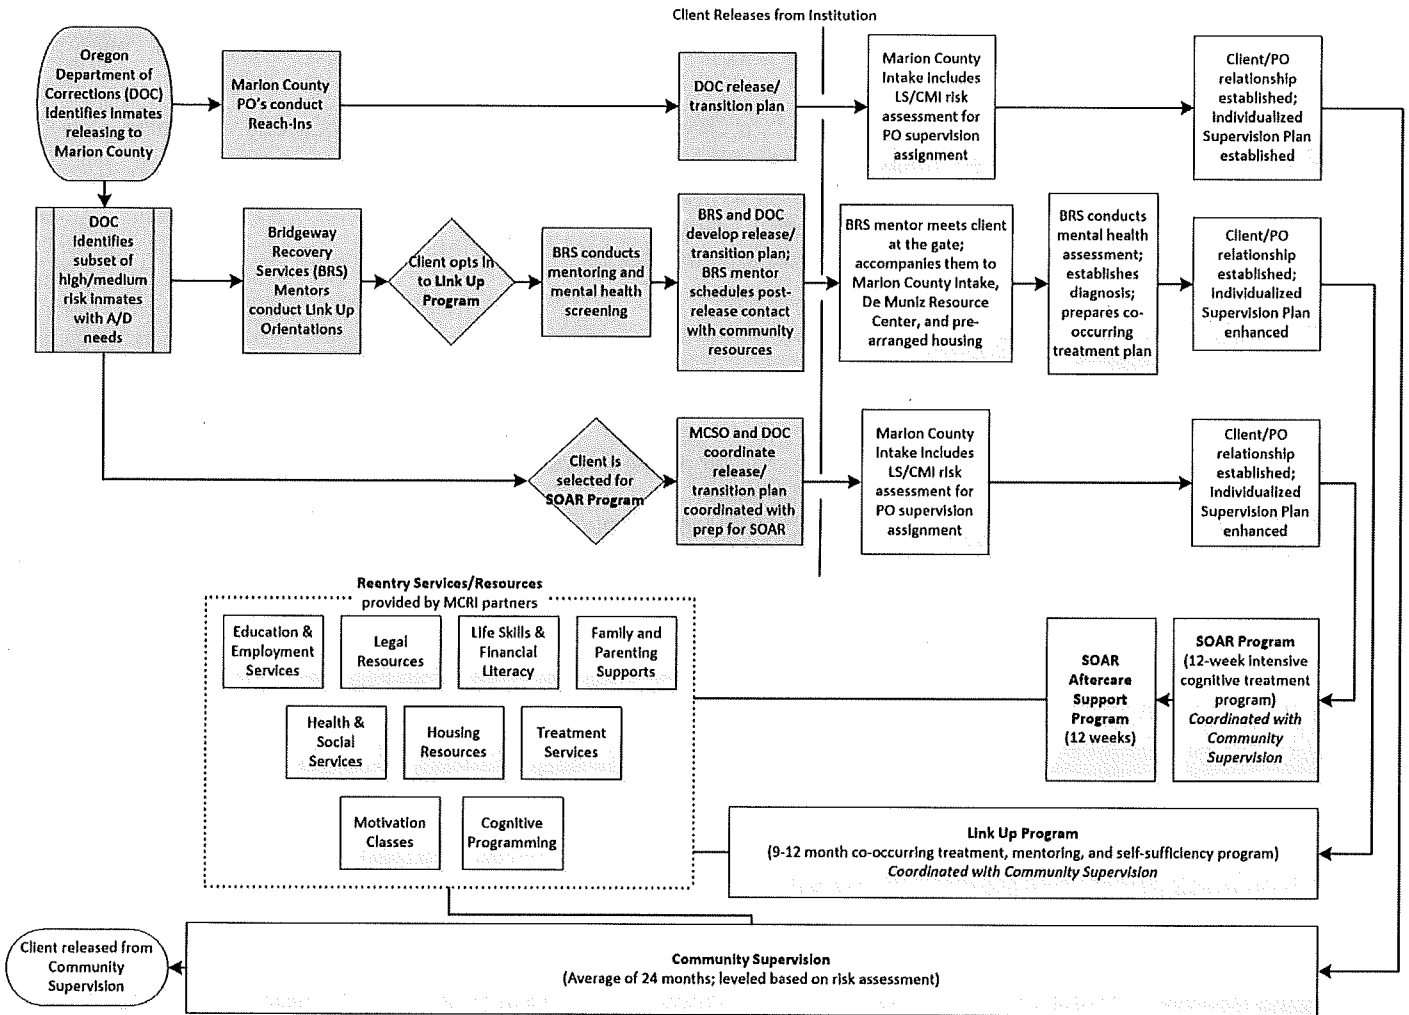 Client Releases from Institution
Oregon
Department of
Corrections (DOC)
identifies inmates
releasing to
Marion County
Marion County
PO's conduct
Reach-Ins
DOC release/
transition plan
Marion County
Intake includes
LS/CMI risk
assessment for
PO supervision
assignment
Client/PO
relationship
established;
Individualized
Supervision Plan
established
DOC
identifies
subset of
high/medium
risk inmates
with A/D
needs
Bridgeway
Recovery
Services (BRS)
Mentors
conduct Link Up
Orientations
Client opts in
to Link Up
Program
BRS conducts
mentoring and
mental health
screening
BRS and DOC
develop release/
transition plan;
BRS mentor
schedules post-
release contact
with community
resources
BRS mentor meets client
at the gate;
accompanies them to
Marion County Intake,
De Muniz Resource
Center, and pre-
arranged housing
BRS conducts
mental health
assessment;
establishes
diagnosis;
prepares co-
occurring
treatment plan
Client/PO
relationship
established;
Individualized
Supervision Plan
enhanced
Client is
selected for
SOAR Program
MCSO and DOC
coordinate
release/
transition plan
coordinated with
prep for SOAR
Marion County
Intake includes
LS/CMI risk
assessment for
PO supervision
assignment
Client/PO
relationship
established;
Individualized
Supervision Plan
enhanced
Reentry Services/Resources
provided by MCRI partners
Education &
Employment
Services
Legal
Resources
Life Skills &
Financial
Literacy
Family and
Parenting
Supports
Health &
Social
Services
Housing
Resources
Treatment
Services
Motivation
Classes
Cognitive
Programming
SOAR
Aftercare
Support
Program
(12 weeks)
SOAR Program
(12-week intensive
cognitive treatment
program)
Coordinated with
Community
Supervision
Link Up Program
(9-12 month co-occurring treatment, mentoring, and self-sufficiency program)
Coordinated with Community Supervision
Client released from
Community
Supervision
Community Supervision
(Average of 24 months; leveled based on risk assessment)